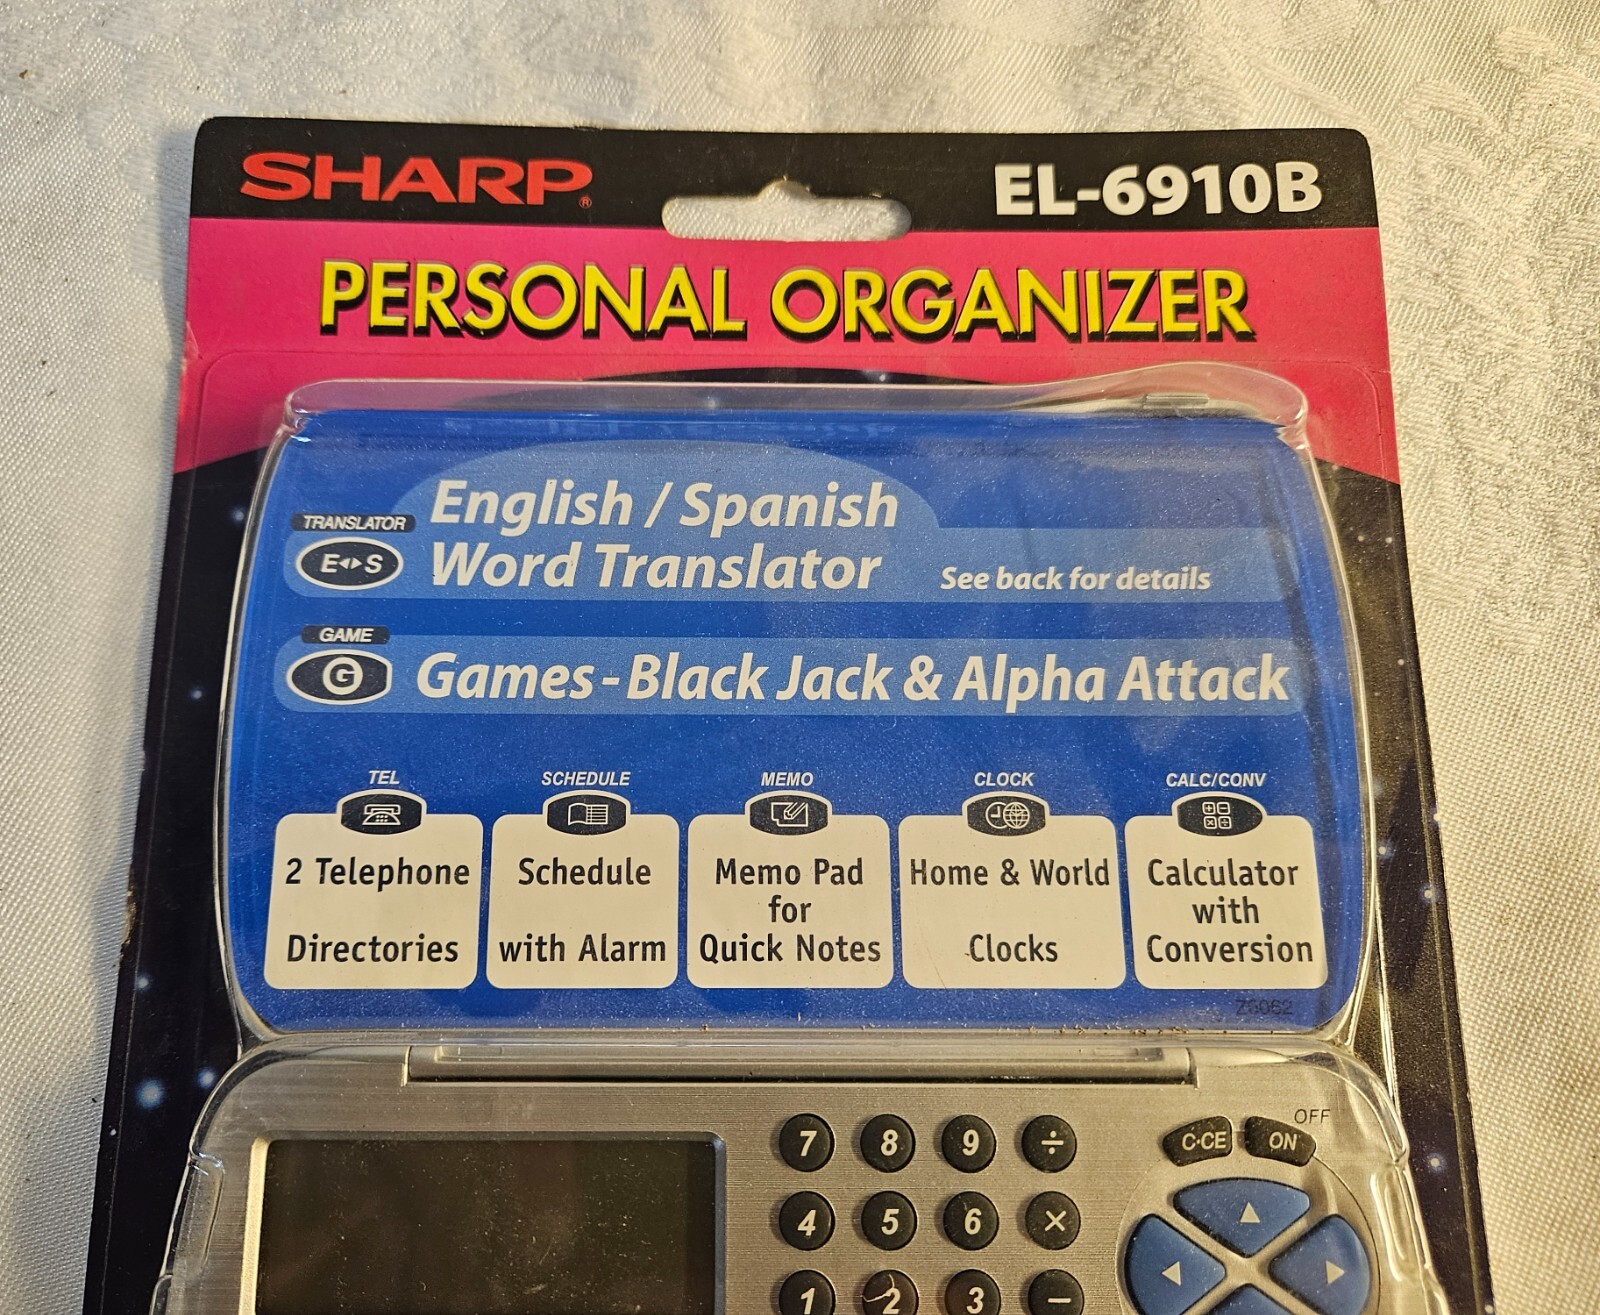 SHARP®
EL-6910B
PERSONAL ORGANIZER
TRANSLATOR
E S
English / Spanish
Word Translator
See back for details
GAME
G
Games - Black Jack & Alpha Attack
TEL
SCHEDULE
MEMO
CLOCK
CALC/CONV
2 Telephone
Directories
Schedule
with Alarm
Memo Pad
for
Quick Notes
Home & World
Clocks
Calculator
with
Conversion
OFF
7 8 9 ÷
C·CE ON
4 5 6 ×
1 2 3 −